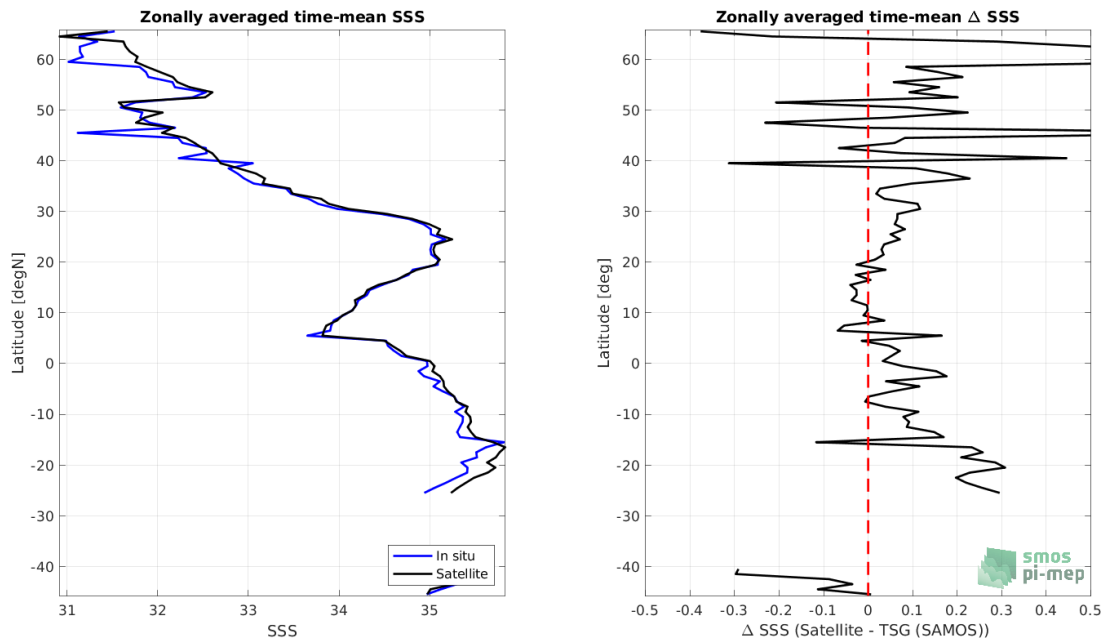 Zonally averaged time-mean SSS
60
50
40
30
20
10
0
-10
-20
-30
-40
Latitude [degN]
31 32 33 34 35
SSS
In situ
Satellite
Zonally averaged time-mean Δ SSS
60
50
40
30
20
10
0
-10
-20
-30
-40
Latitude [deg]
-0.5 -0.4 -0.3 -0.2 -0.1 0 0.1 0.2 0.3 0.4 0.5
Δ SSS (Satellite - TSG (SAMOS))
smos
pi-mep